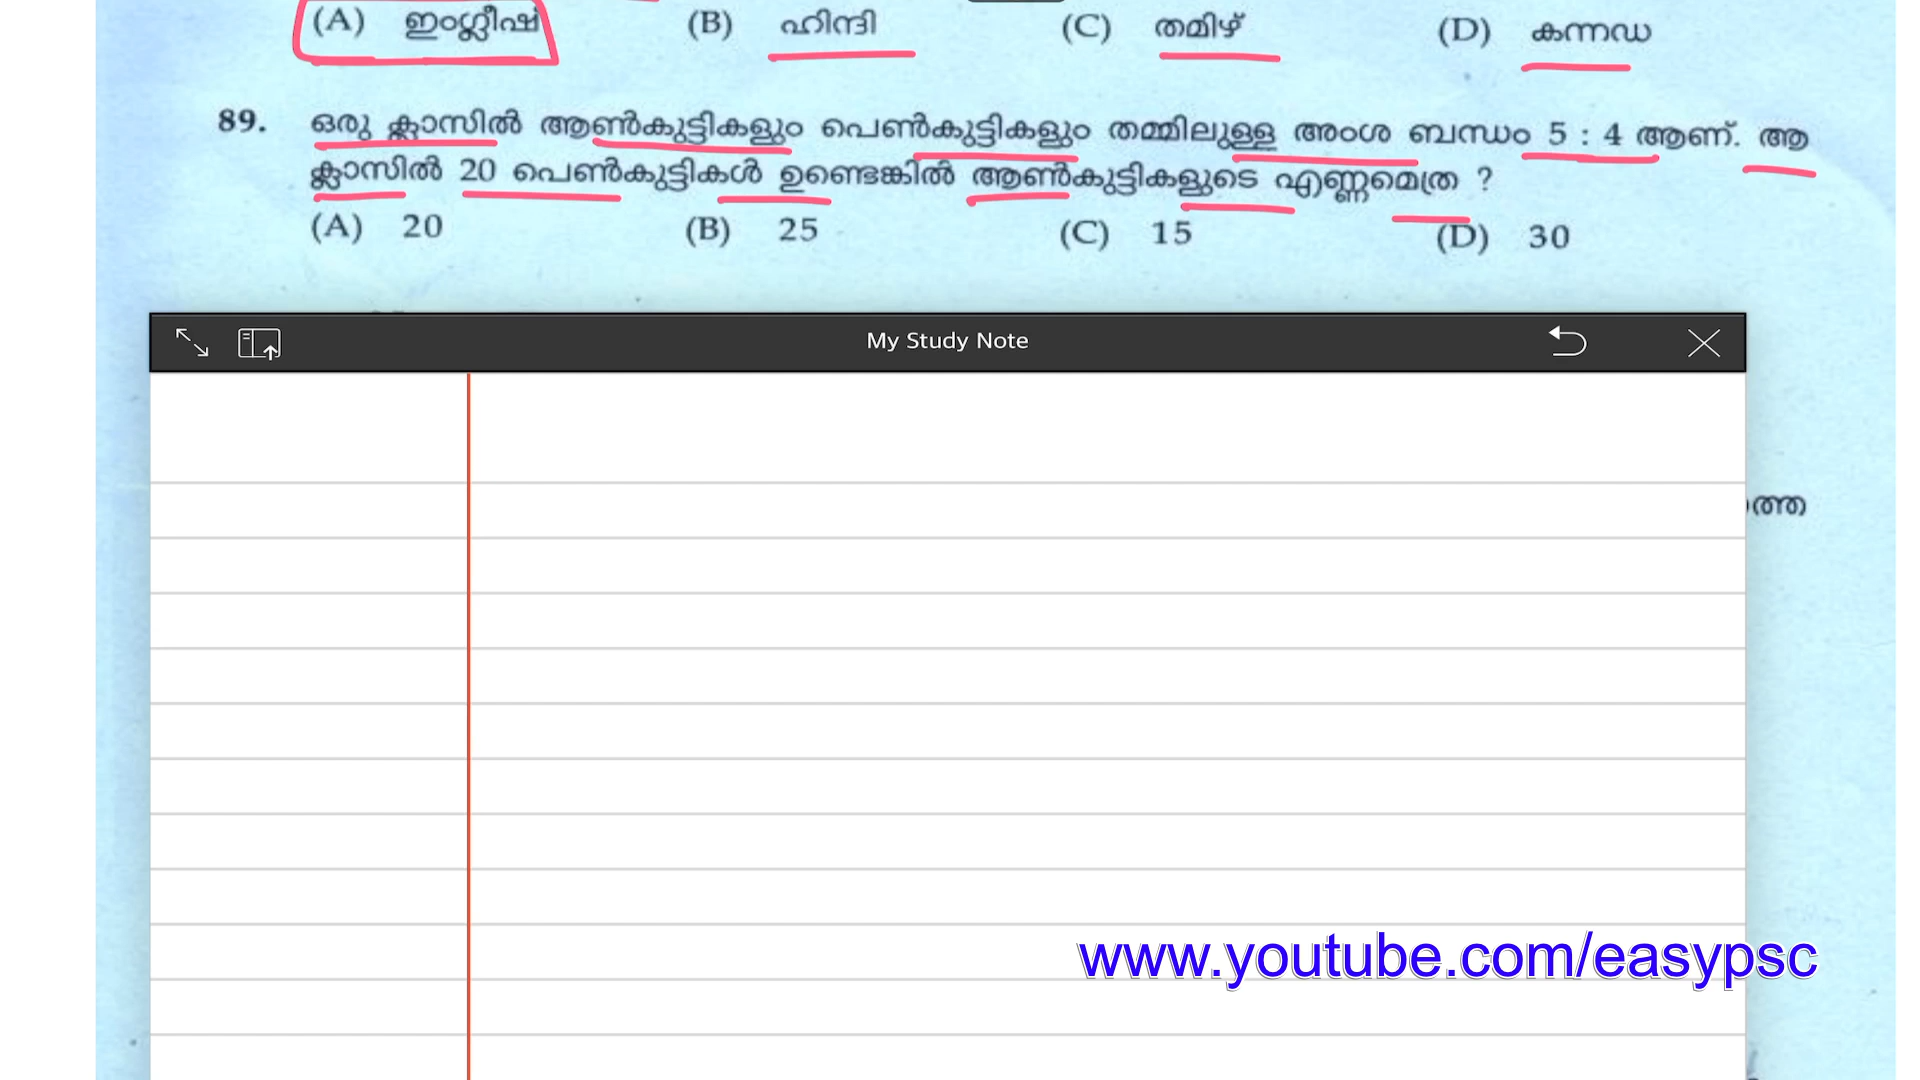 (A) ഇംഗ്ലീഷ് (B) ഹിന്ദി (C) തമിഴ് (D) കന്നഡ
89. ഒരു ക്ലാസിൽ ആൺകുട്ടികളും പെൺകുട്ടികളും തമ്മിലുള്ള അംശ ബന്ധം 5 : 4 ആണ്. ആ
ക്ലാസിൽ 20 പെൺകുട്ടികൾ ഉണ്ടെങ്കിൽ ആൺകുട്ടികളുടെ എണ്ണമെത്ര ?
(A) 20 (B) 25 (C) 15 (D) 30
My Study Note
www.youtube.com/easypsc